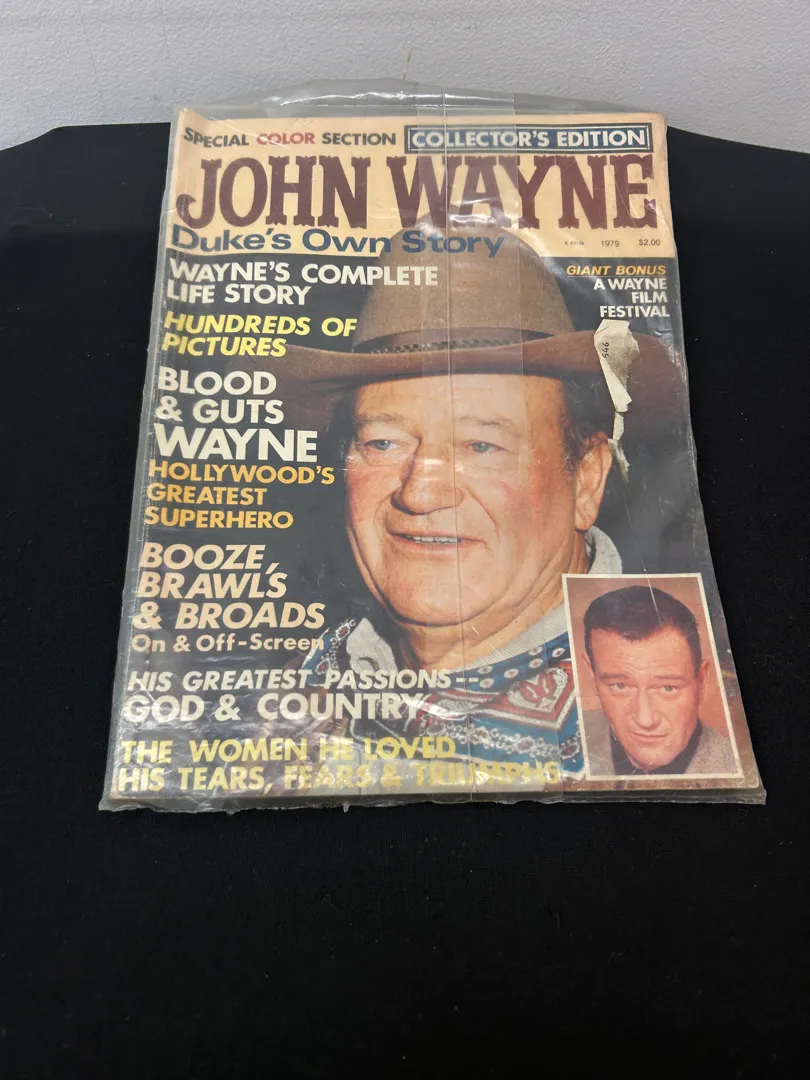 SPECIAL COLOR SECTION COLLECTOR'S EDITION
JOHN WAYNE
Duke's Own Story
1979 $2.00
WAYNE'S COMPLETE
LIFE STORY
GIANT BONUS
A WAYNE
FILM
FESTIVAL
HUNDREDS OF
PICTURES
546
BLOOD
& GUTS
WAYNE
HOLLYWOOD'S
GREATEST
SUPERHERO
BOOZE,
BRAWLS
& BROADS
On & Off-Screen
HIS GREATEST PASSIONS--
GOD & COUNTRY
THE WOMEN HE LOVED
HIS TEARS, FEARS & TRIUMPHS